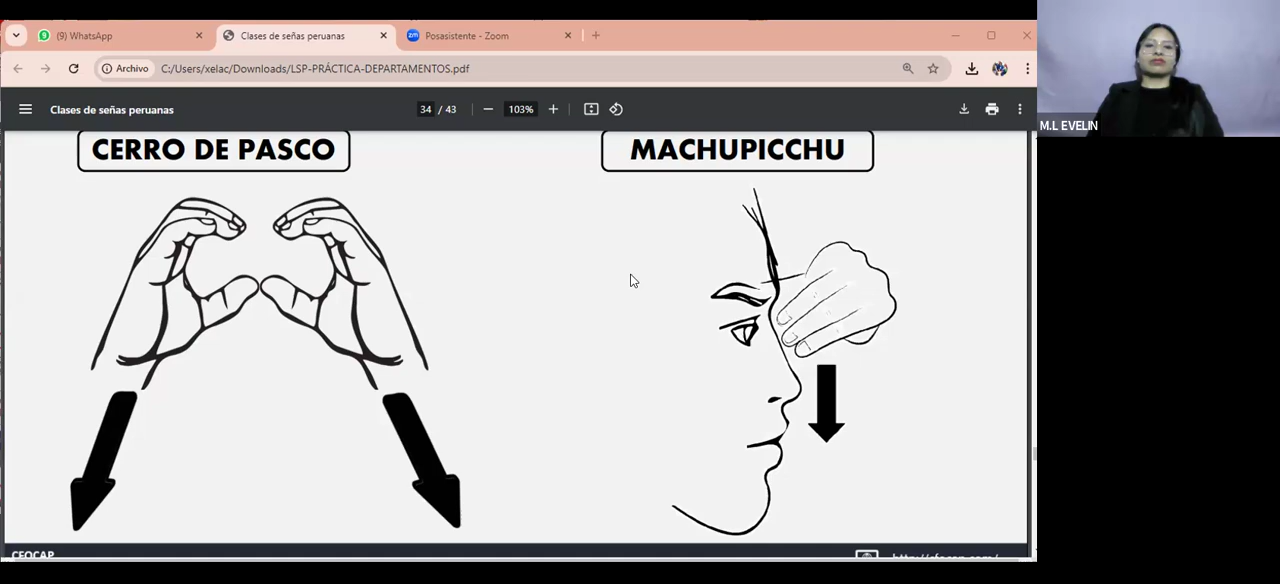 (9) WhatsApp
Clases de señas peruanas
zm
Posasistente - Zoom
Archivo
C:/Users/xelac/Downloads/LSP-PRÁCTICA-DEPARTAMENTOS.pdf
Clases de señas peruanas
34 / 43
103%
M.L EVELIN
CERRO DE PASCO
MACHUPICCHU